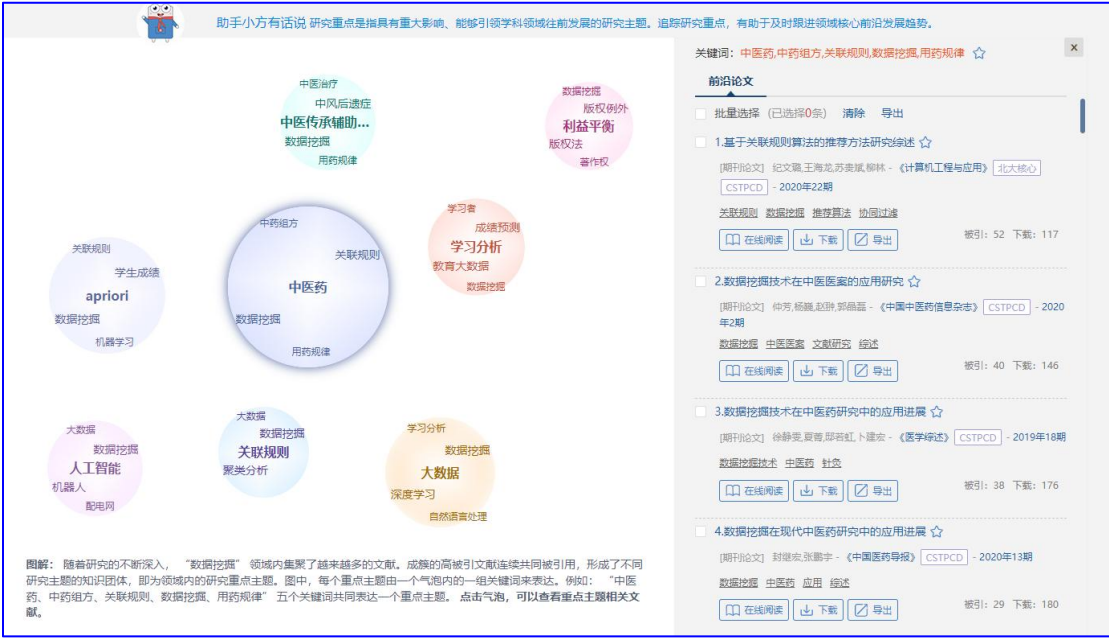 助手小方有话说 研究重点是指具有重大影响、能够引领学科领域往前发展的研究主题。追踪研究重点，有助于及时跟进领域核心前沿发展趋势。
中医治疗
中风后遗症
中医传承辅助...
数据挖掘
用药规律
数据挖掘
版权例外
利益平衡
版权法
著作权
中药组方
关联规则
中医药
数据挖掘
用药规律
学习者
成绩预测
学习分析
教育大数据
数据挖掘
关联规则
学生成绩
apriori
数据挖掘
机器学习
大数据
数据挖掘
人工智能
机器人
配电网
大数据
数据挖掘
关联规则
聚类分析
学习分析
数据挖掘
大数据
深度学习
自然语言处理
图解： 随着研究的不断深入， “数据挖掘” 领域内集聚了越来越多的文献。成簇的高被引文献连续共同被引用，形成了不同
研究主题的知识团体，即为领域内的研究重点主题。图中，每个重点主题由一个气泡内的一组关键词来表达。例如： “中医
药、中药组方、关联规则、数据挖掘、用药规律” 五个关键词共同表达一个重点主题。 点击气泡，可以查看重点主题相关文
献。
关键词： 中医药,中药组方,关联规则,数据挖掘,用药规律
×
前沿论文
批量选择 (已选择0条) 清除 导出
1.基于关联规则算法的推荐方法研究综述
[期刊论文] 纪文璐,王海龙,苏贵斌,柳林 - 《计算机工程与应用》 北大核心
CSTPCD - 2020年22期
关联规则 数据挖掘 推荐算法 协同过滤
在线阅读 下载 导出 被引： 52 下载： 117
2.数据挖掘技术在中医医案的应用研究
[期刊论文] 仲芳,杨巍,赵翀,郭晶磊 - 《中国中医药信息杂志》 CSTPCD - 2020
年2期
数据挖掘 中医医案 文献研究 综述
在线阅读 下载 导出 被引： 40 下载： 146
3.数据挖掘技术在中医药研究中的应用进展
[期刊论文] 徐静雯,夏菁,邸若虹,卜建宏 - 《医学综述》 CSTPCD - 2019年18期
数据挖掘技术 中医药 针灸
在线阅读 下载 导出 被引： 38 下载： 176
4.数据挖掘在现代中医药研究中的应用进展
[期刊论文] 封继宏,张鹏宇 - 《中国医药导报》 CSTPCD - 2020年13期
数据挖掘 中医药 应用 综述
在线阅读 下载 导出 被引： 29 下载： 180